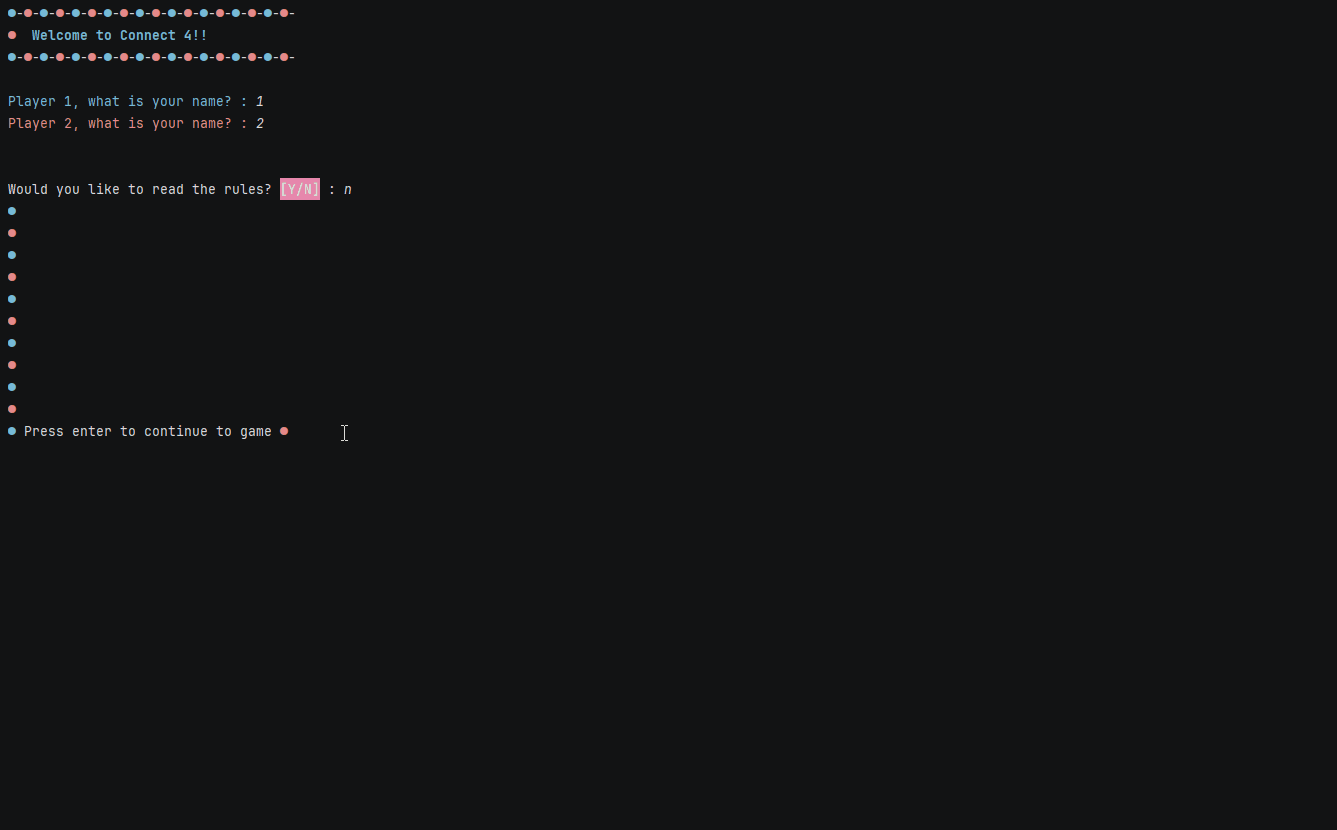 ●-●-●-●-●-●-●-●-●-●-●-●-●-●-●-●-●-●-
● Welcome to Connect 4!!
●-●-●-●-●-●-●-●-●-●-●-●-●-●-●-●-●-●-
Player 1, what is your name? : 1
Player 2, what is your name? : 2
Would you like to read the rules? [Y/N] : n
●
●
●
●
●
●
●
●
●
●
● Press enter to continue to game ●